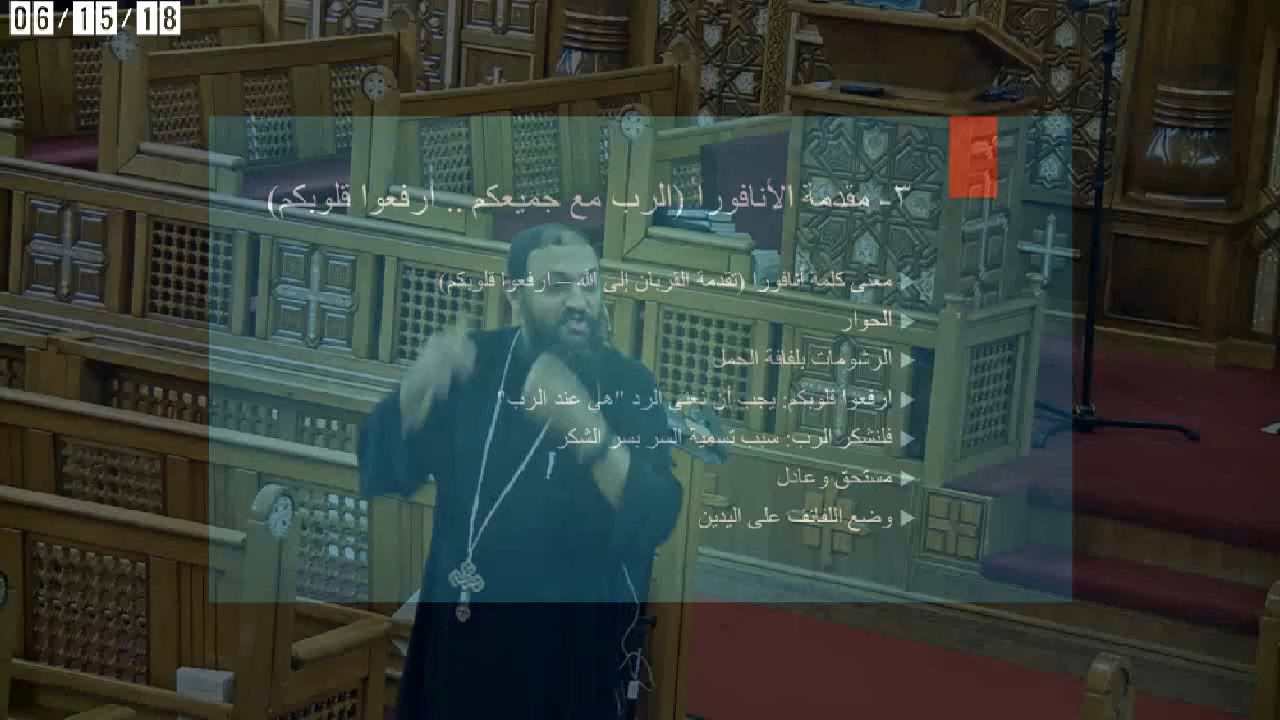 06/15/18
٣- مقدمة الأنافورا (الرب مع جميعكم .. ارفعوا قلوبكم)
معنى كلمة أنافورا (تقدمة القربان إلى الله – ارفعوا قلوبكم)
الحوار
الرشومات بلفافة الحمل
ارفعوا قلوبكم: يجب أن نعني الرد "هي عند الرب"
فلنشكر الرب: سبب تسمية السر بسر الشكر
مستحق وعادل
وضع اللفائف على اليدين